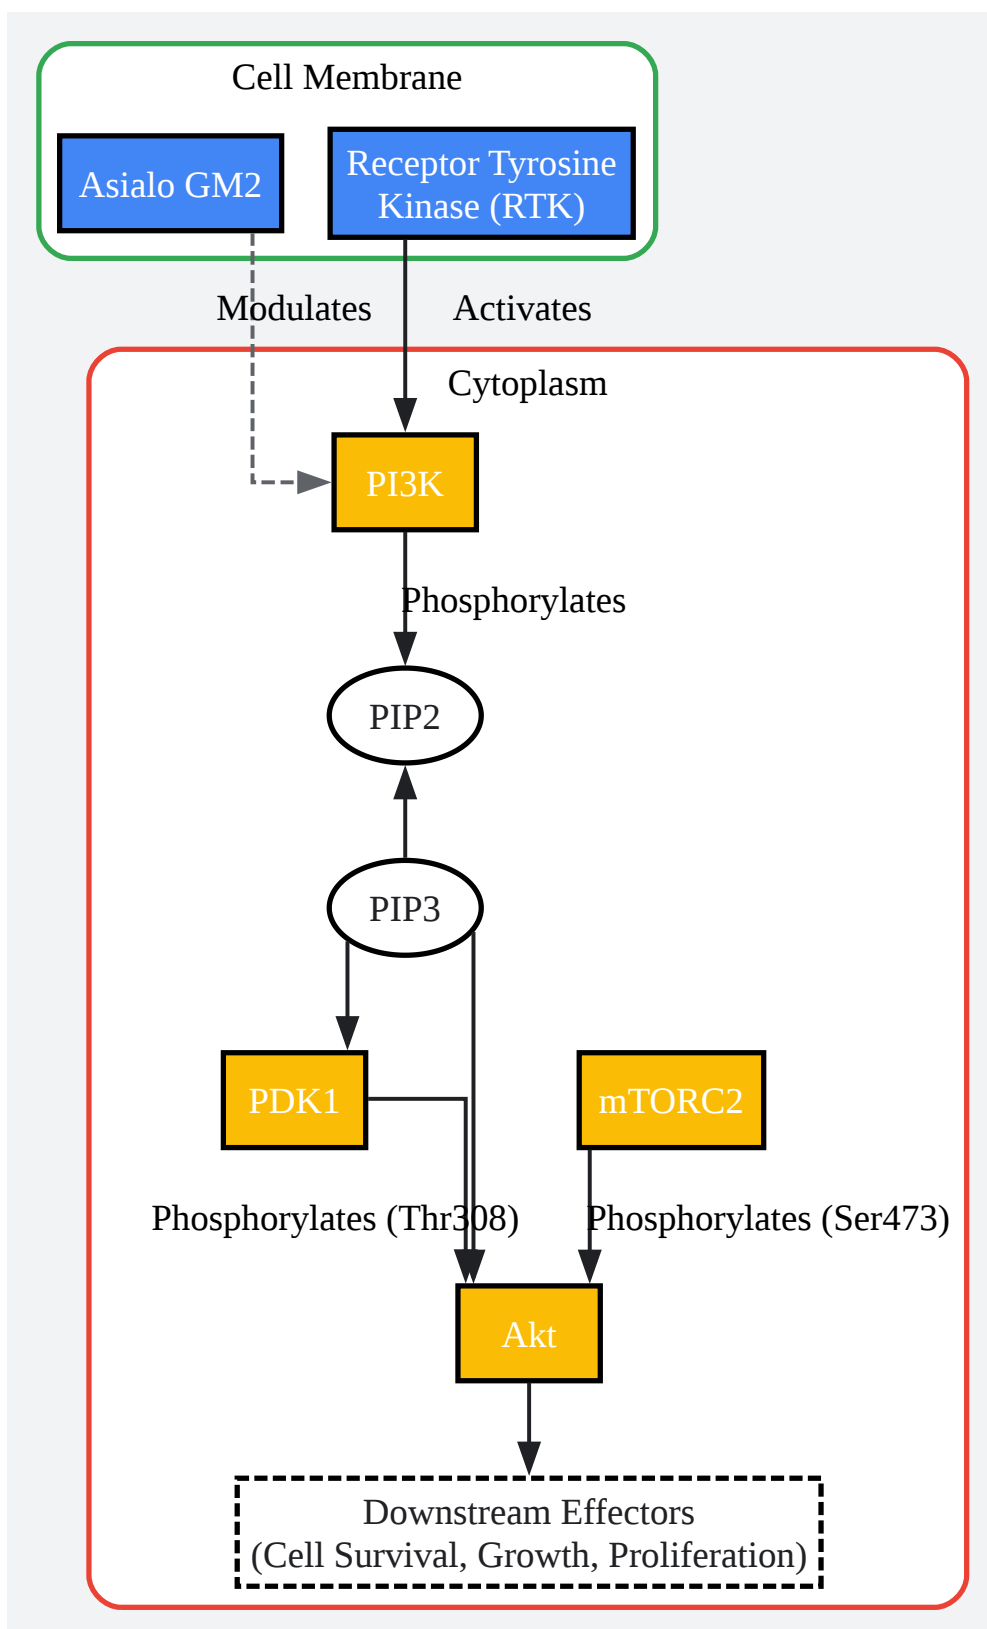 Cell Membrane
Asialo GM2
Receptor Tyrosine
Kinase (RTK)
Modulates
Activates
Cytoplasm
PI3K
Phosphorylates
PIP2
PIP3
PDK1
mTORC2
Phosphorylates (Thr308)
Phosphorylates (Ser473)
Akt
Downstream Effectors
(Cell Survival, Growth, Proliferation)